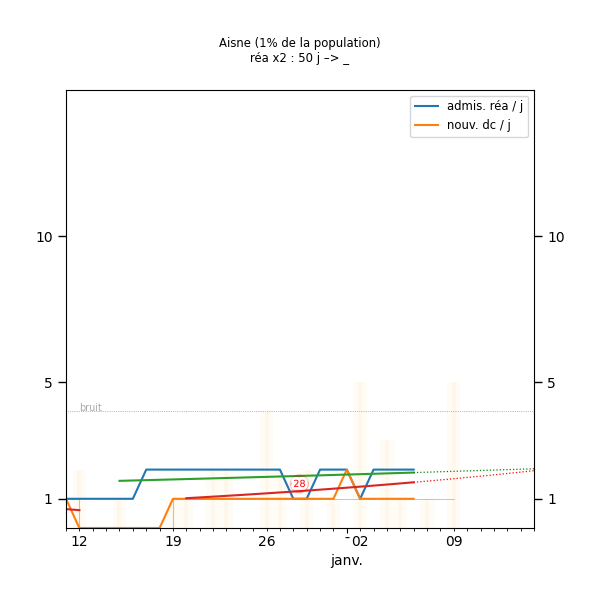 Aisne (1% de la population)
réa x2 : 50 j –> _
admis. réa / j
nouv. dc / j
10
10
5
5
bruit
28
1
1
12
19
26
02
09
janv.